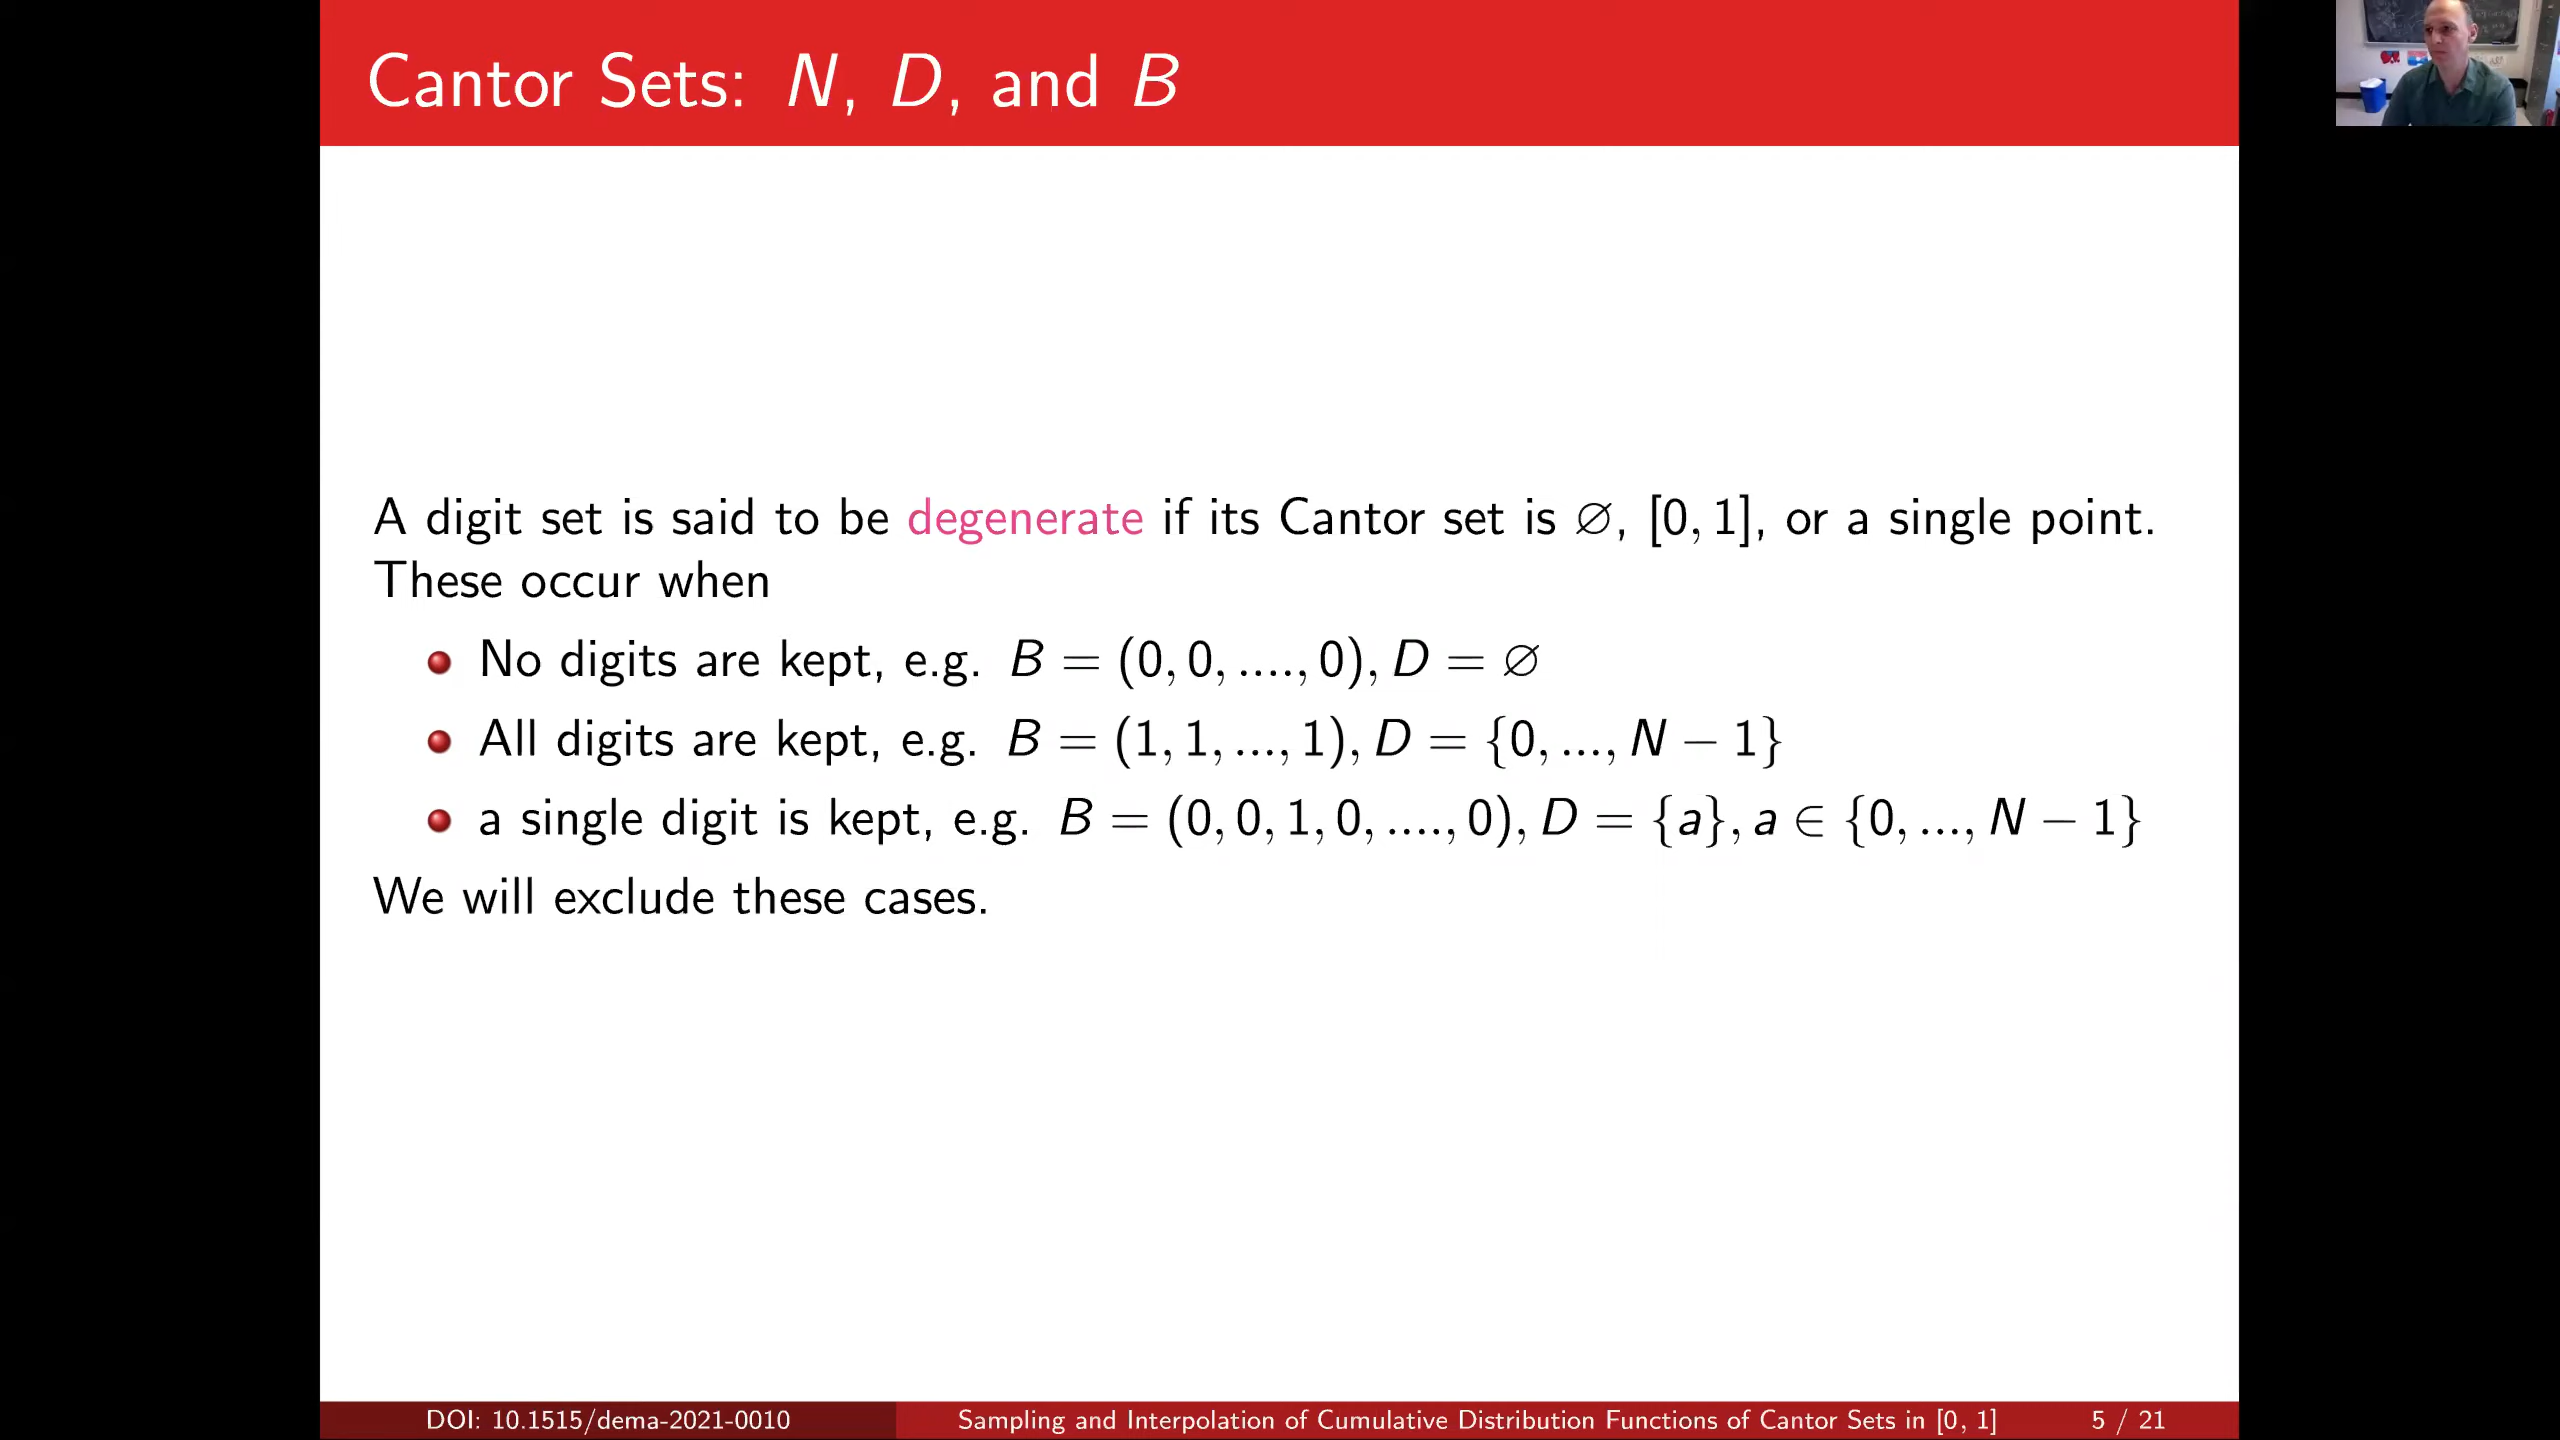 Cantor Sets: N, D, and B
A digit set is said to be degenerate if its Cantor set is ∅, [0, 1], or a single point.
These occur when
No digits are kept, e.g. B = (0, 0, ...., 0), D = ∅
All digits are kept, e.g. B = (1, 1, ..., 1), D = {0, ..., N − 1}
a single digit is kept, e.g. B = (0, 0, 1, 0, ...., 0), D = {a}, a ∈ {0, ..., N − 1}
We will exclude these cases.
DOI: 10.1515/dema-2021-0010 Sampling and Interpolation of Cumulative Distribution Functions of Cantor Sets in [0, 1] 5 / 21